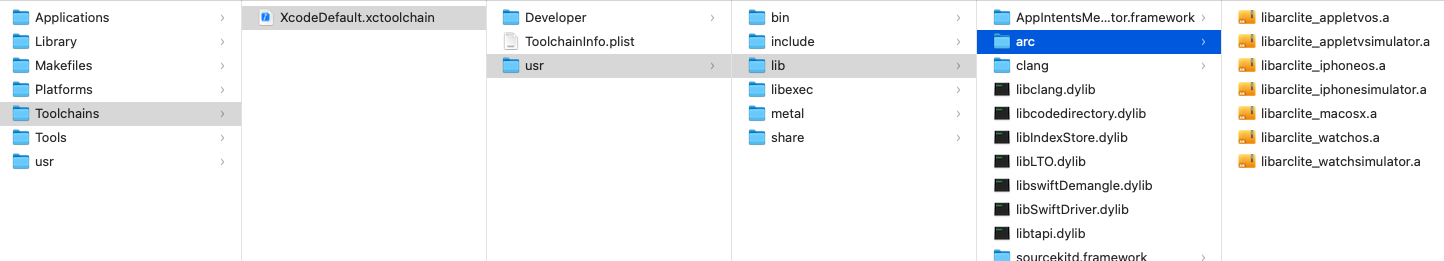 Applications
Library
Makefiles
Platforms
Toolchains
Tools
usr
XcodeDefault.xctoolchain
Developer
ToolchainInfo.plist
usr
bin
include
lib
libexec
metal
share
AppIntentsMe...tor.framework
arc
clang
libclang.dylib
libcodedirectory.dylib
libIndexStore.dylib
libLTO.dylib
libswiftDemangle.dylib
libSwiftDriver.dylib
libtapi.dylib
sourcekitd.framework
libarclite_appletvos.a
libarclite_appletvsimulator.a
libarclite_iphoneos.a
libarclite_iphonesimulator.a
libarclite_macosx.a
libarclite_watchos.a
libarclite_watchsimulator.a